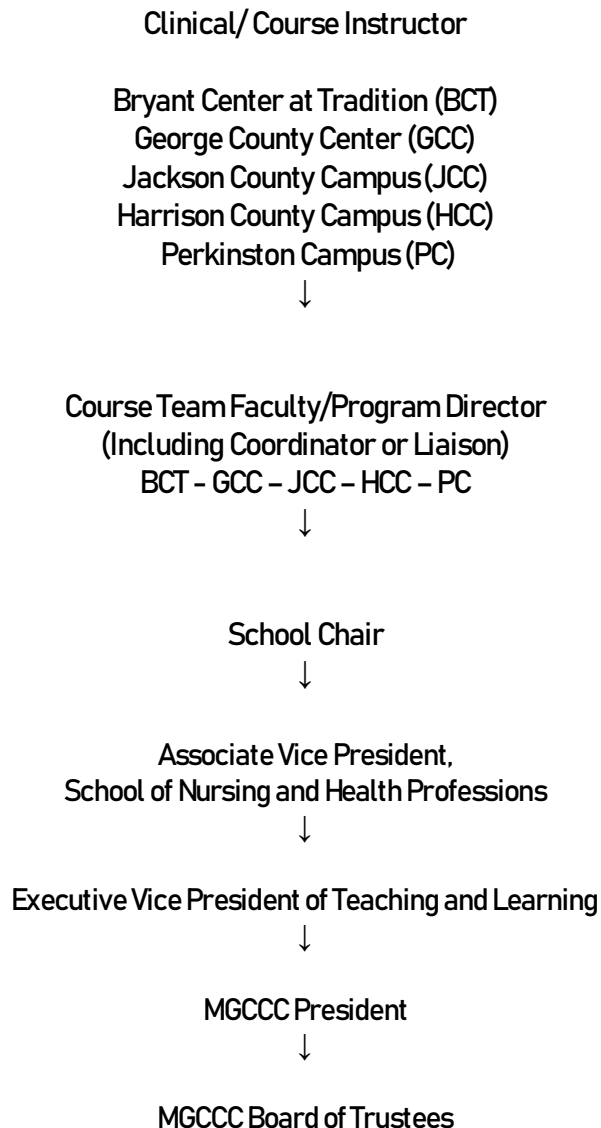 Clinical/ Course Instructor
Bryant Center at Tradition (BCT)
George County Center (GCC)
Jackson County Campus (JCC)
Harrison County Campus (HCC)
Perkinston Campus (PC)
↓
Course Team Faculty/Program Director
(Including Coordinator or Liaison)
BCT - GCC – JCC – HCC – PC
↓
School Chair
↓
Associate Vice President,
School of Nursing and Health Professions
↓
Executive Vice President of Teaching and Learning
↓
MGCCC President
↓
MGCCC Board of Trustees